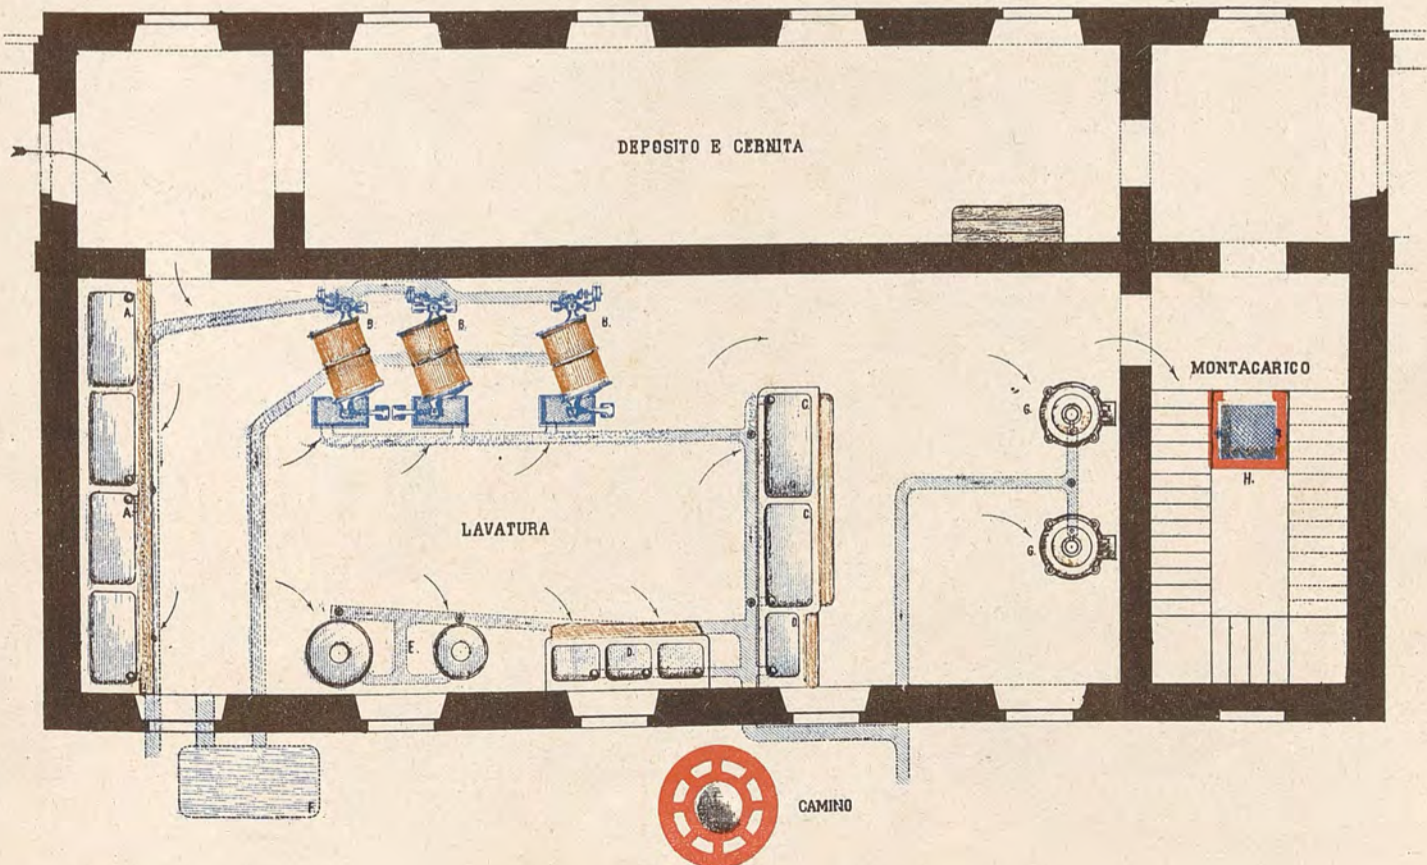 DEPOSITO E CERNITA
A.
B.
B.
B.
MONTACARICO
C.
G.
H.
A.
C.
LAVATURA
G.
E.
D.
D.
F.
CAMINO